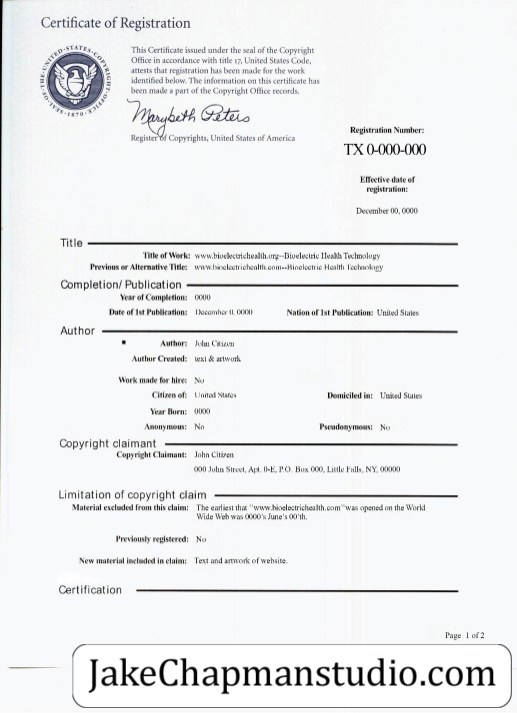 Certificate of Registration
THE·UNITED·STATES·COPYRIGHT·OFFICE·SEAL·OF·1870
This Certificate issued under the seal of the Copyright
Office in accordance with title 17, United States Code,
attests that registration has been made for the work
identified below. The information on this certificate has
been made a part of the Copyright Office records.
Marybeth Peters
Register of Copyrights, United States of America
Registration Number:
TX 0-000-000
Effective date of
registration:
December 00, 0000
Title
Title of Work: www.bioelectrichealth.org--Bioelectric Health Technology
Previous or Alternative Title: www.bioelectrichealth.com--Bioelectric Health Technology
Completion/ Publication
Year of Completion: 0000
Date of 1st Publication: December 0, 0000 Nation of 1st Publication: United States
Author
Author: John Citizen
Author Created: text & artwork
Work made for hire: No
Citizen of: United States Domiciled in: United States
Year Born: 0000
Anonymous: No Pseudonymous: No
Copyright claimant
Copyright Claimant: John Citizen
000 John Street, Apt. 0-E, P.O. Box 000, Little Falls, NY, 00000
Limitation of copyright claim
Material excluded from this claim: The earliest that "www.bioelectrichealth.com"was opened on the World
Wide Web was 0000's June's 00'th.
Previously registered: No
New material included in claim: Text and artwork of website.
Certification
Page 1 of 2
JakeChapmanstudio.com